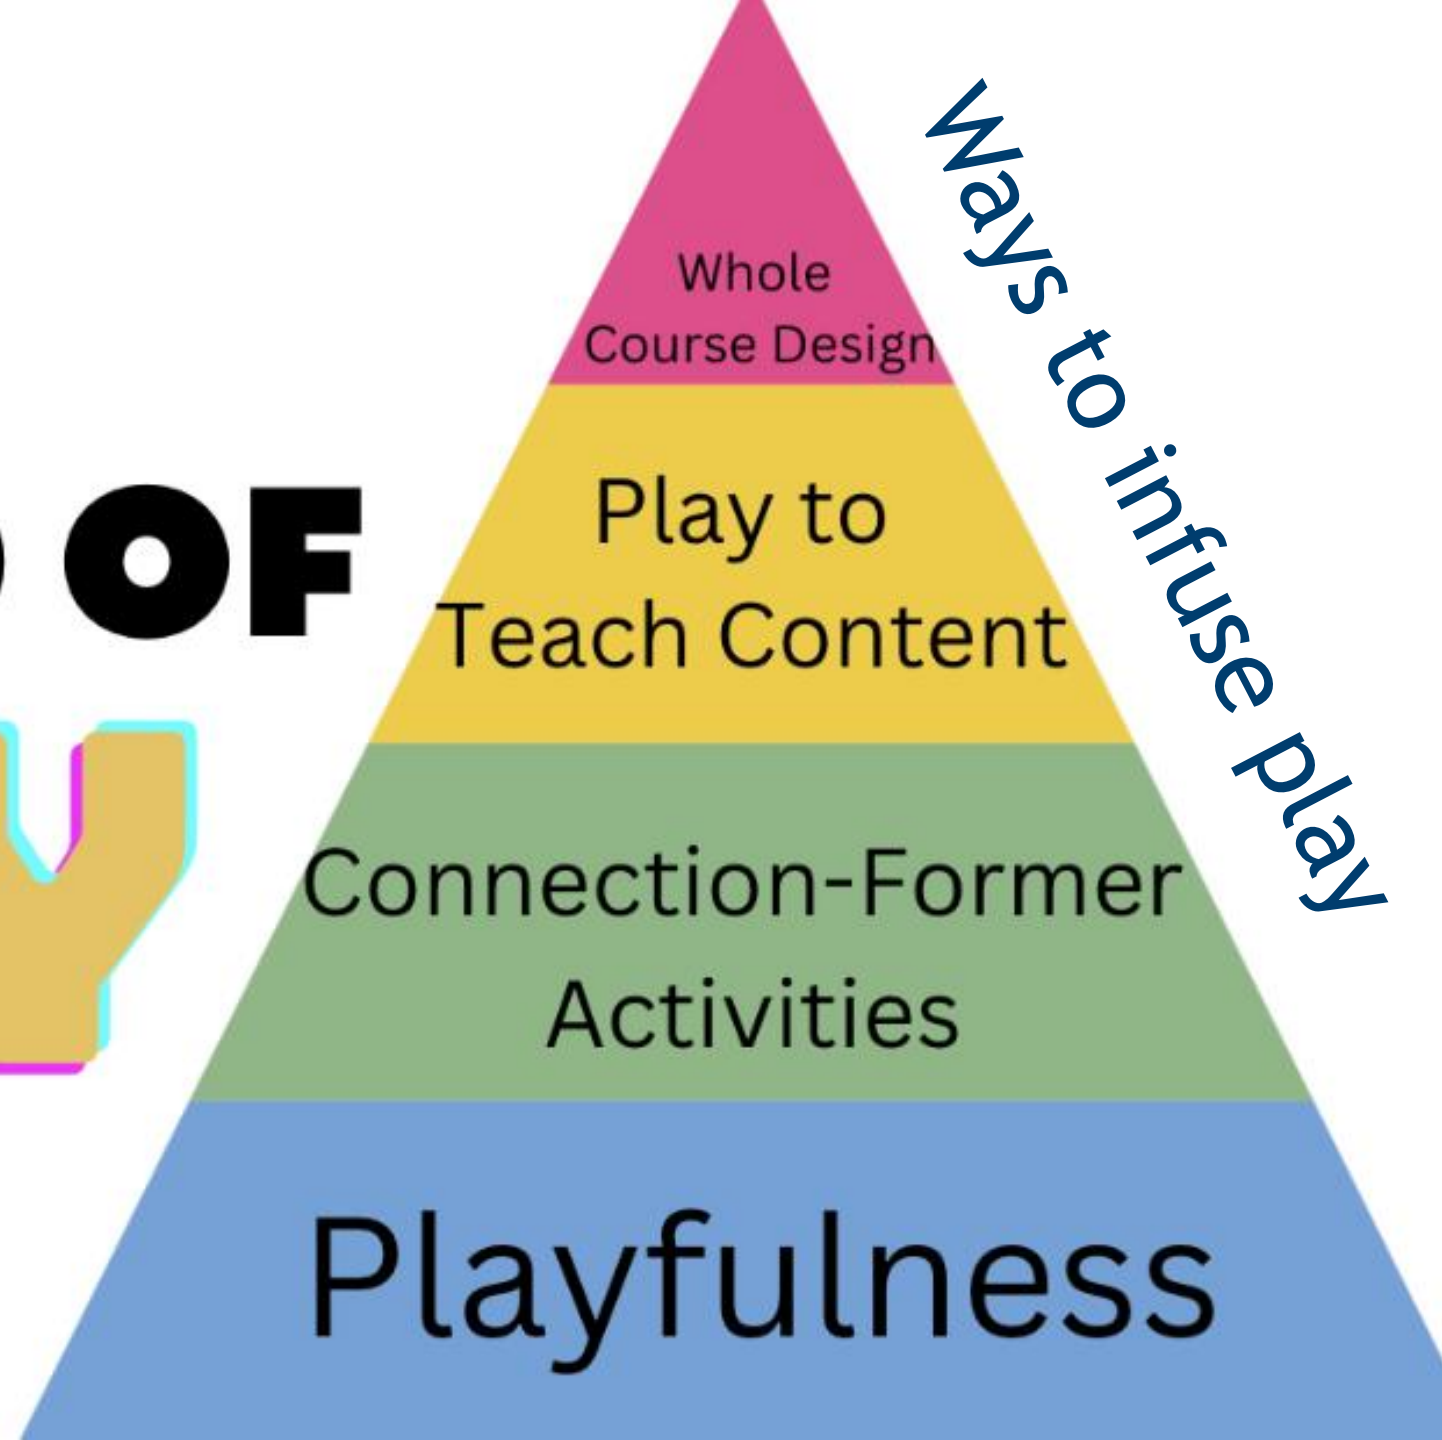 OF
Y
Whole
Course Design
Play to
Teach Content
Connection-Former
Activities
Playfulness
Ways to infuse play